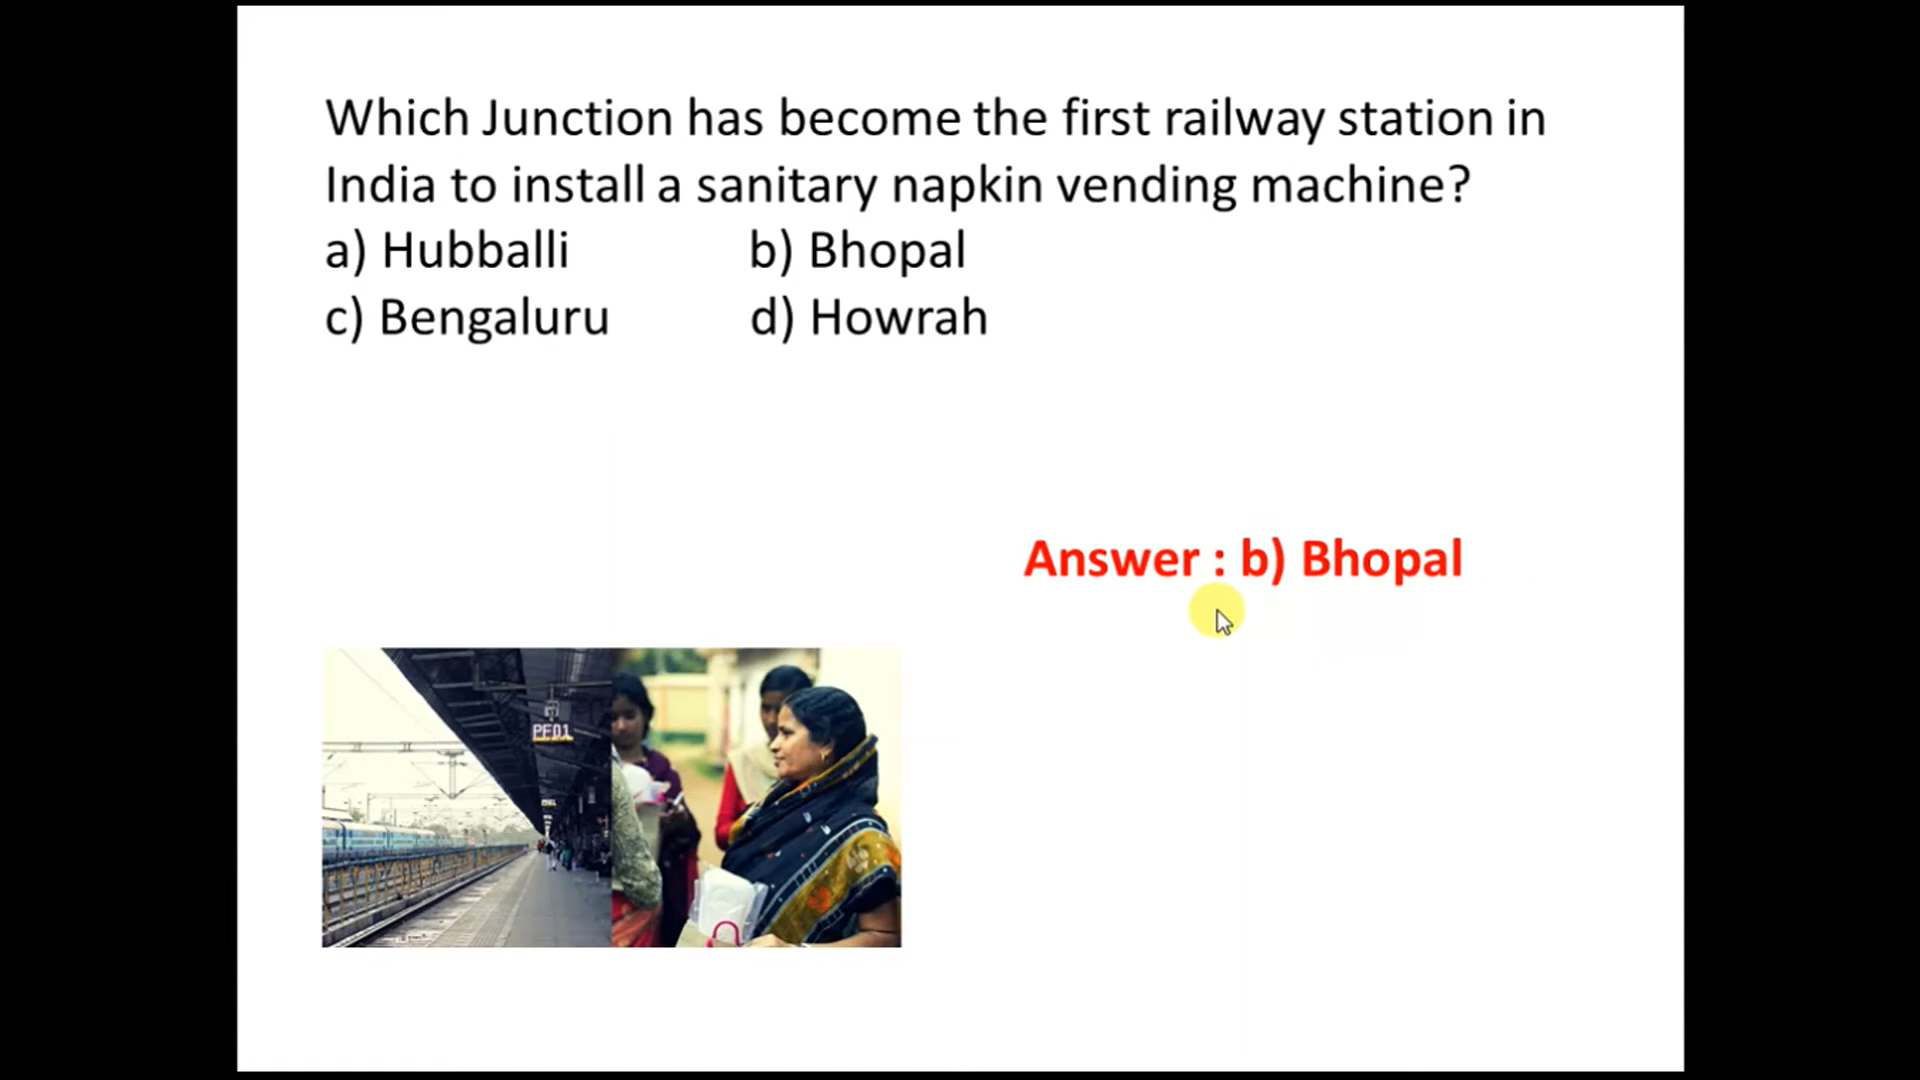 Which Junction has become the first railway station in
India to install a sanitary napkin vending machine?
a) Hubballi b) Bhopal
c) Bengaluru d) Howrah
Answer : b) Bhopal
PF01